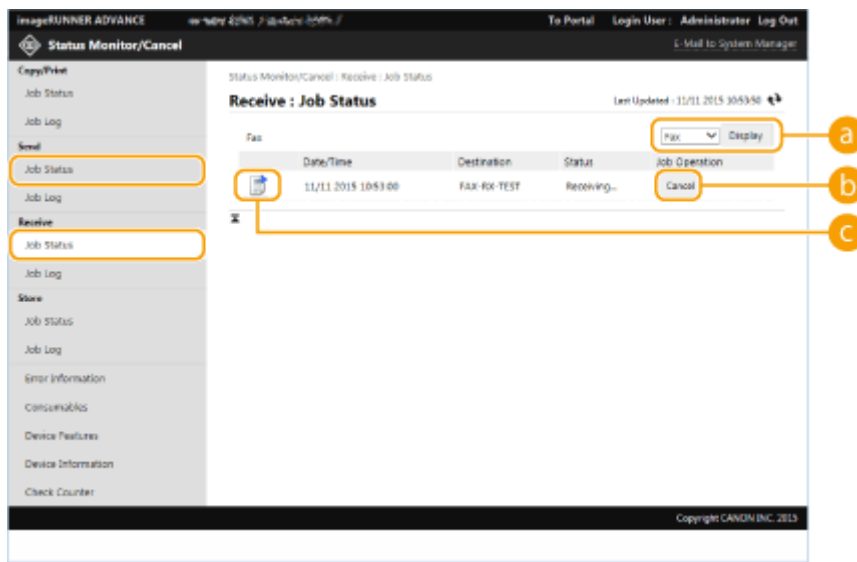 imageRUNNER ADVANCE
To Portal Login User : Administrator Log Out
Status Monitor/Cancel
E-Mail to System Manager
Copy/Print
Job Status
Job Log
Send
Job Status
Job Log
Receive
Job Status
Job Log
Store
Job Status
Job Log
Error Information
Consumables
Device Features
Device Information
Check Counter
Status Monitor/Cancel : Receive : Job Status
Receive : Job Status
Last Updated : 11/11 2015 10:53:50
Fax
Fax Display
Date/Time Destination Status Job Operation
11/11 2015 10:53:00 FAX-RX-TEST Receiving... Cancel
a
b
c
Copyright CANON INC. 2015